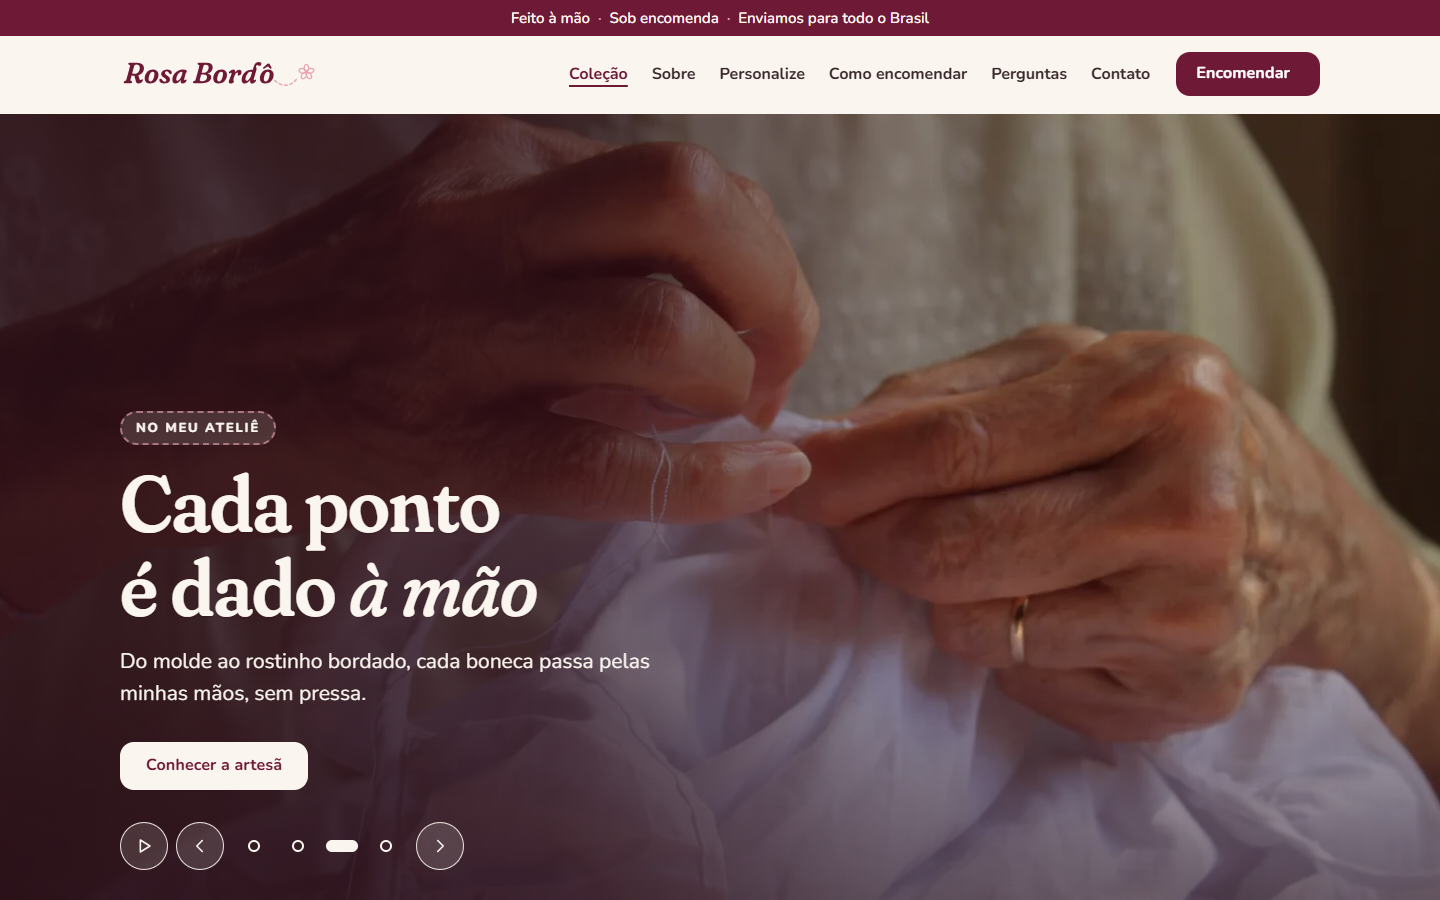 Feito à mão · Sob encomenda · Enviamos para todo o Brasil
Rosa Bordô
Coleção Sobre Personalize Como encomendar Perguntas Contato Encomendar
NO MEU ATELIÊ
Cada ponto
é dado à mão
Do molde ao rostinho bordado, cada boneca passa pelas
minhas mãos, sem pressa.
Conhecer a artesã